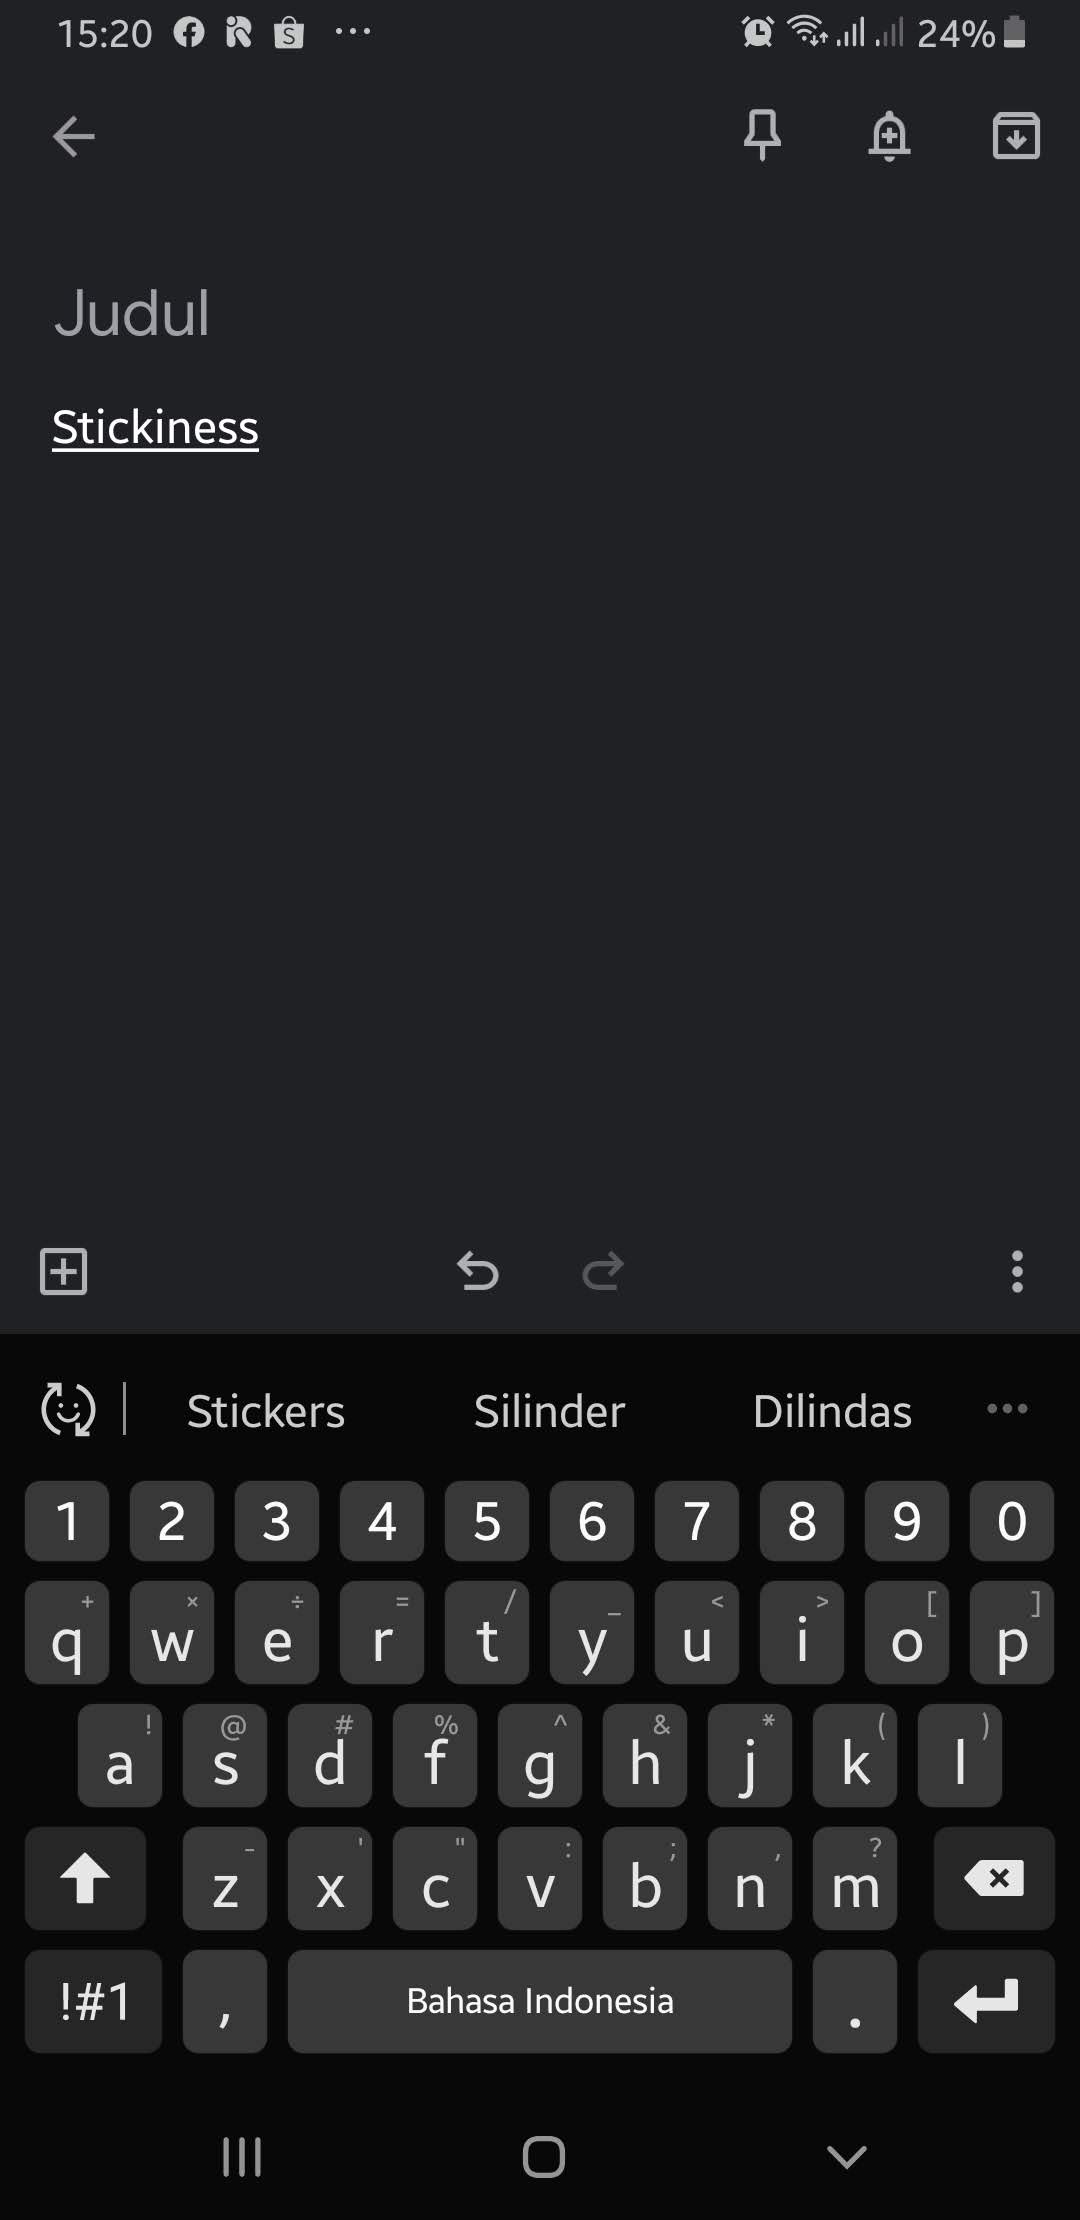 15:20 24%
Judul
Stickiness
Stickers Silinder Dilindas
1 2 3 4 5 6 7 8 9 0
+ × ÷ = / _ < > [ ]
q w e r t y u i o p
! @ # % ^ & * ( )
a s d f g h j k l
- ' " : ; , ?
z x c v b n m
!#1 , Bahasa Indonesia .